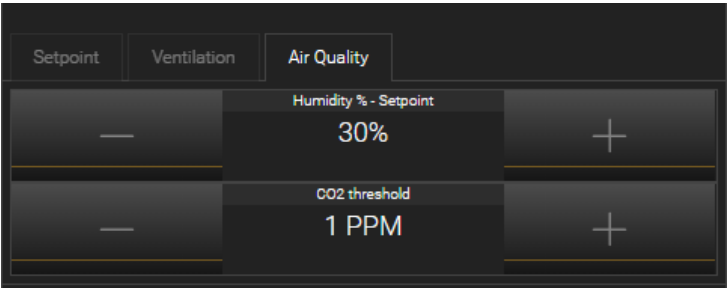 Setpoint Ventilation Air Quality
Humidity % - Setpoint
— 30% +
CO2 threshold
— 1 PPM +